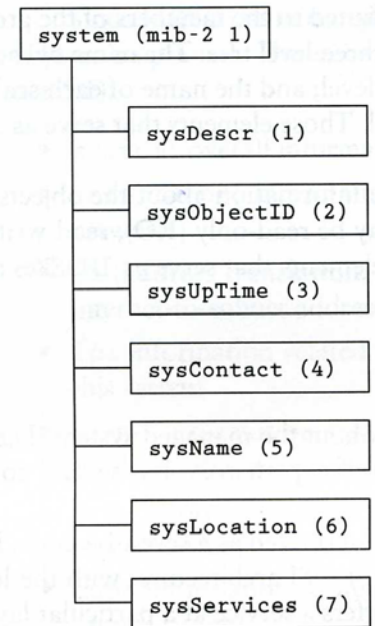 system (mib-2 1)
sysDescr (1)
sysObjectID (2)
sysUpTime (3)
sysContact (4)
sysName (5)
sysLocation (6)
sysServices (7)